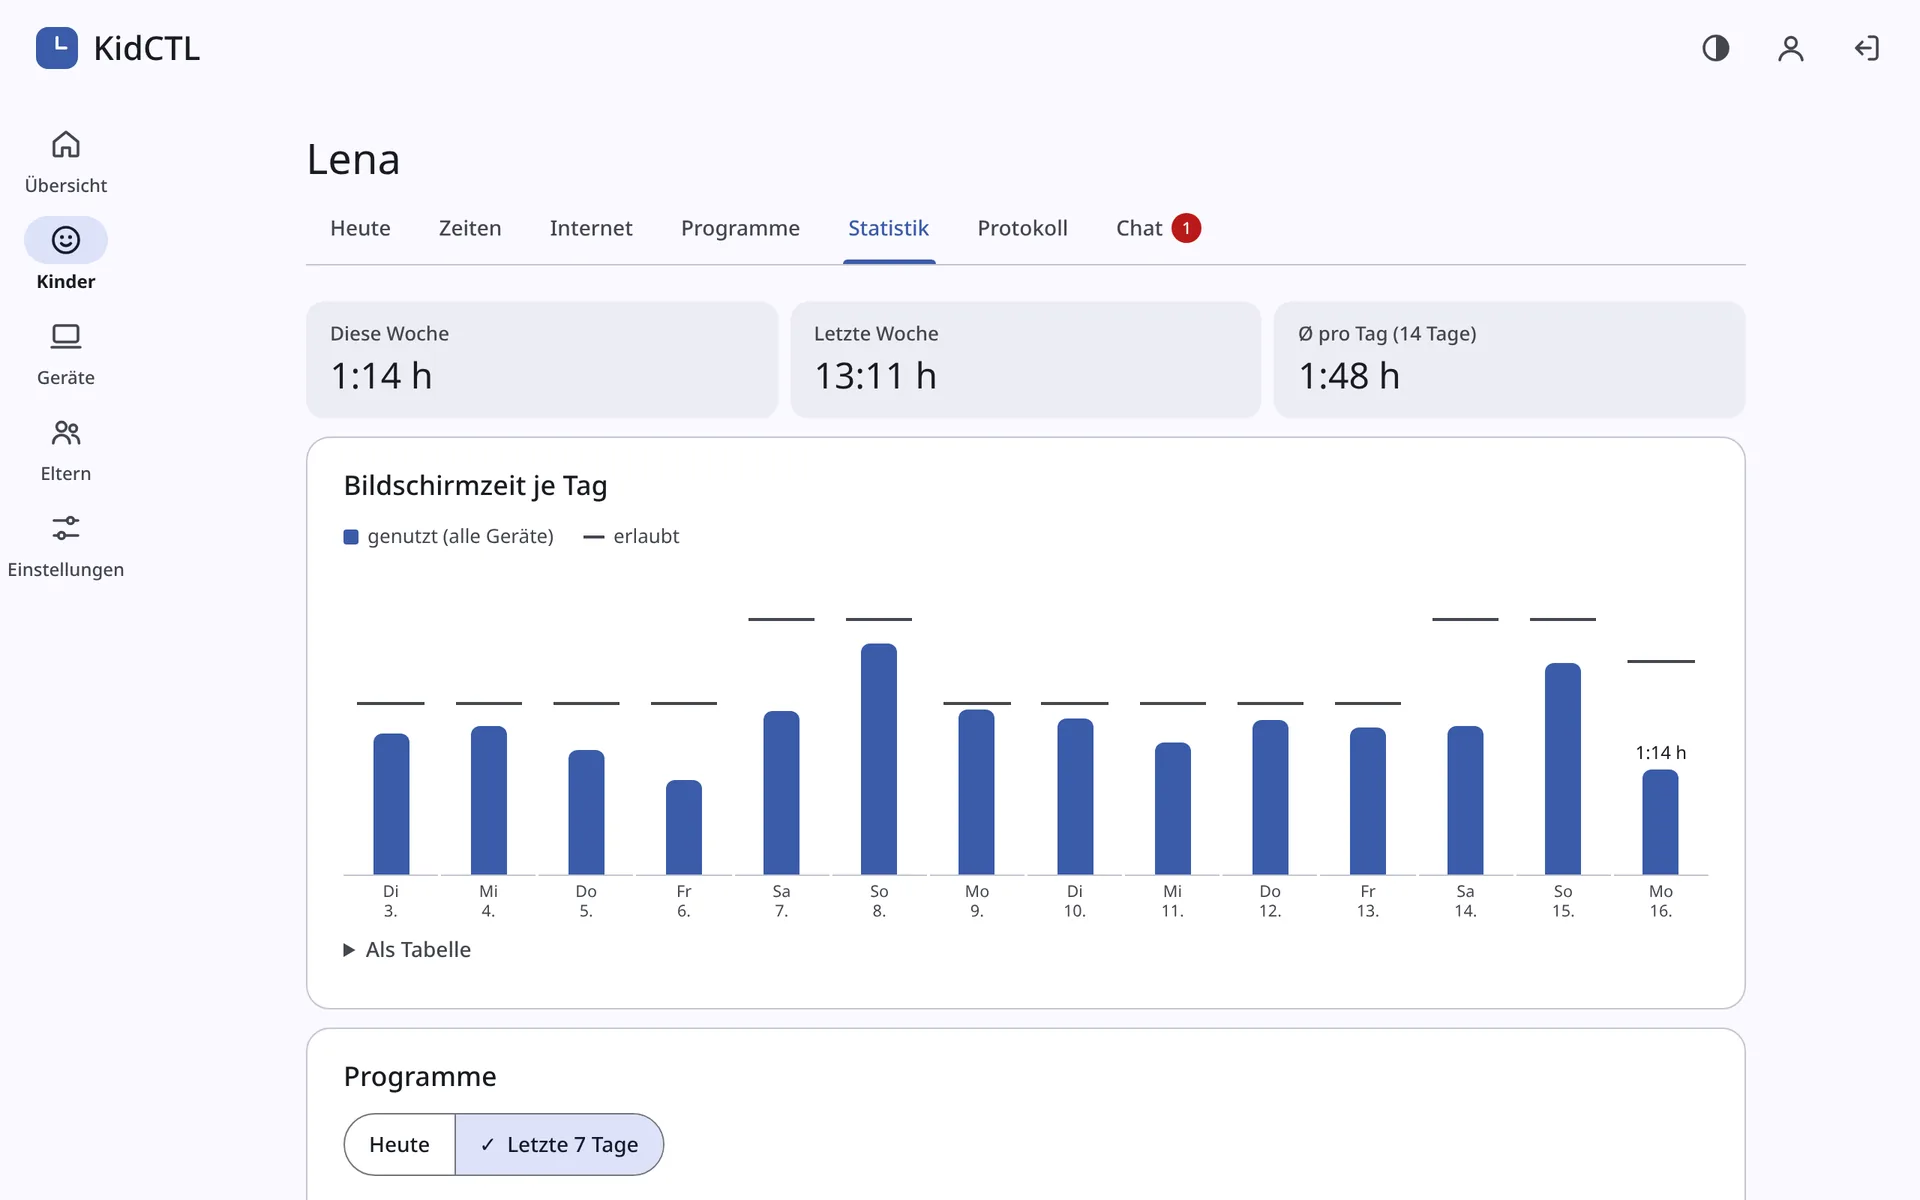 KidCTL
Übersicht
Kinder
Geräte
Eltern
Einstellungen
Lena
Heute Zeiten Internet Programme Statistik Protokoll Chat 1
Diese Woche
1:14 h
Letzte Woche
13:11 h
Ø pro Tag (14 Tage)
1:48 h
Bildschirmzeit je Tag
genutzt (alle Geräte) erlaubt
1:14 h
Di Mi Do Fr Sa So Mo Di Mi Do Fr Sa So Mo
3. 4. 5. 6. 7. 8. 9. 10. 11. 12. 13. 14. 15. 16.
Als Tabelle
Programme
Heute ✓ Letzte 7 Tage